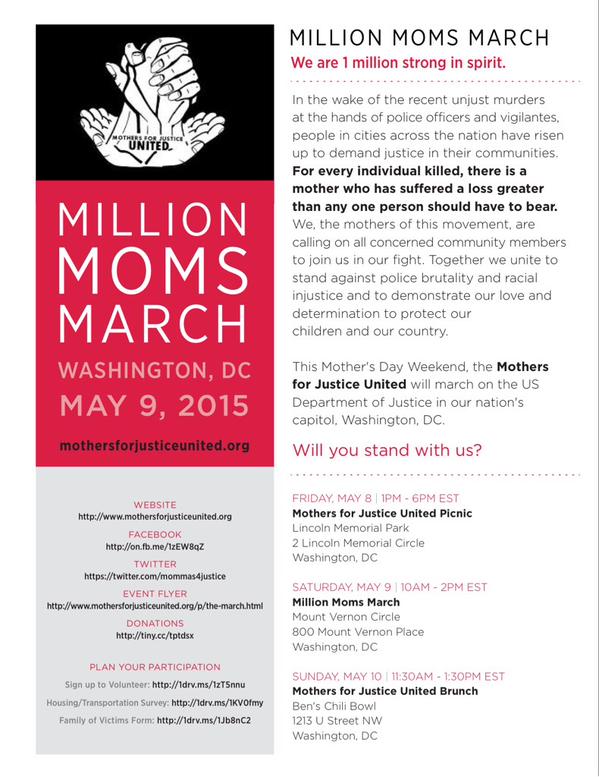 MOTHERS FOR JUSTICE
UNITED
MILLION
MOMS
MARCH
WASHINGTON, DC
MAY 9, 2015
mothersforjusticeunited.org
WEBSITE
http://www.mothersforjusticeunited.org
FACEBOOK
http://on.fb.me/1zEW8qZ
TWITTER
https://twitter.com/mommas4justice
EVENT FLYER
http://www.mothersforjusticeunited.org/p/the-march.html
DONATIONS
http://tiny.cc/tptdsx
PLAN YOUR PARTICIPATION
Sign up to Volunteer: http://1drv.ms/1zT5nnu
Housing/Transportation Survey: http://1drv.ms/1KV0fmy
Family of Victims Form: http://1drv.ms/1Jb8nC2
MILLION MOMS MARCH
We are 1 million strong in spirit.
In the wake of the recent unjust murders
at the hands of police officers and vigilantes,
people in cities across the nation have risen
up to demand justice in their communities.
For every individual killed, there is a
mother who has suffered a loss greater
than any one person should have to bear.
We, the mothers of this movement, are
calling on all concerned community members
to join us in our fight. Together we unite to
stand against police brutality and racial
injustice and to demonstrate our love and
determination to protect our
children and our country.
This Mother's Day Weekend, the Mothers
for Justice United will march on the US
Department of Justice in our nation's
capitol, Washington, DC.
Will you stand with us?
FRIDAY, MAY 8 | 1PM - 6PM EST
Mothers for Justice United Picnic
Lincoln Memorial Park
2 Lincoln Memorial Circle
Washington, DC
SATURDAY, MAY 9 | 10AM - 2PM EST
Million Moms March
Mount Vernon Circle
800 Mount Vernon Place
Washington, DC
SUNDAY, MAY 10 | 11:30AM - 1:30PM EST
Mothers for Justice United Brunch
Ben's Chili Bowl
1213 U Street NW
Washington, DC